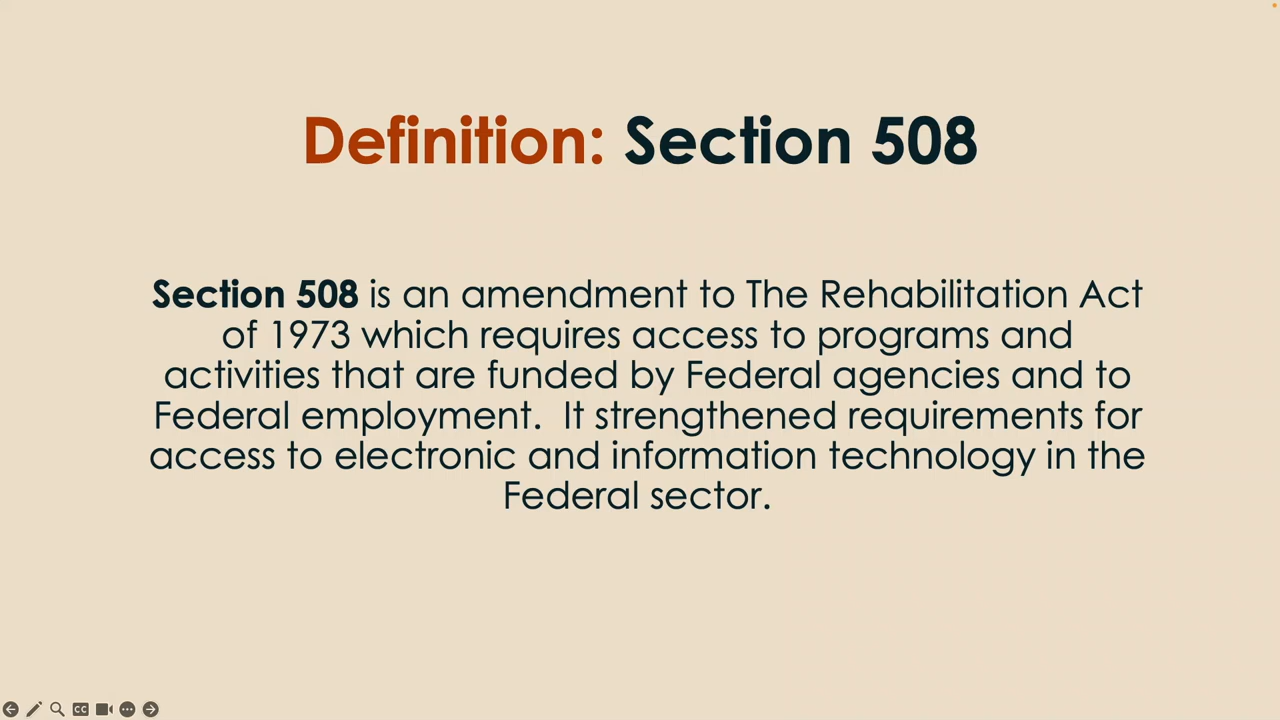 Definition: Section 508
Section 508 is an amendment to The Rehabilitation Act
of 1973 which requires access to programs and
activities that are funded by Federal agencies and to
Federal employment.  It strengthened requirements for
access to electronic and information technology in the
Federal sector.
CC